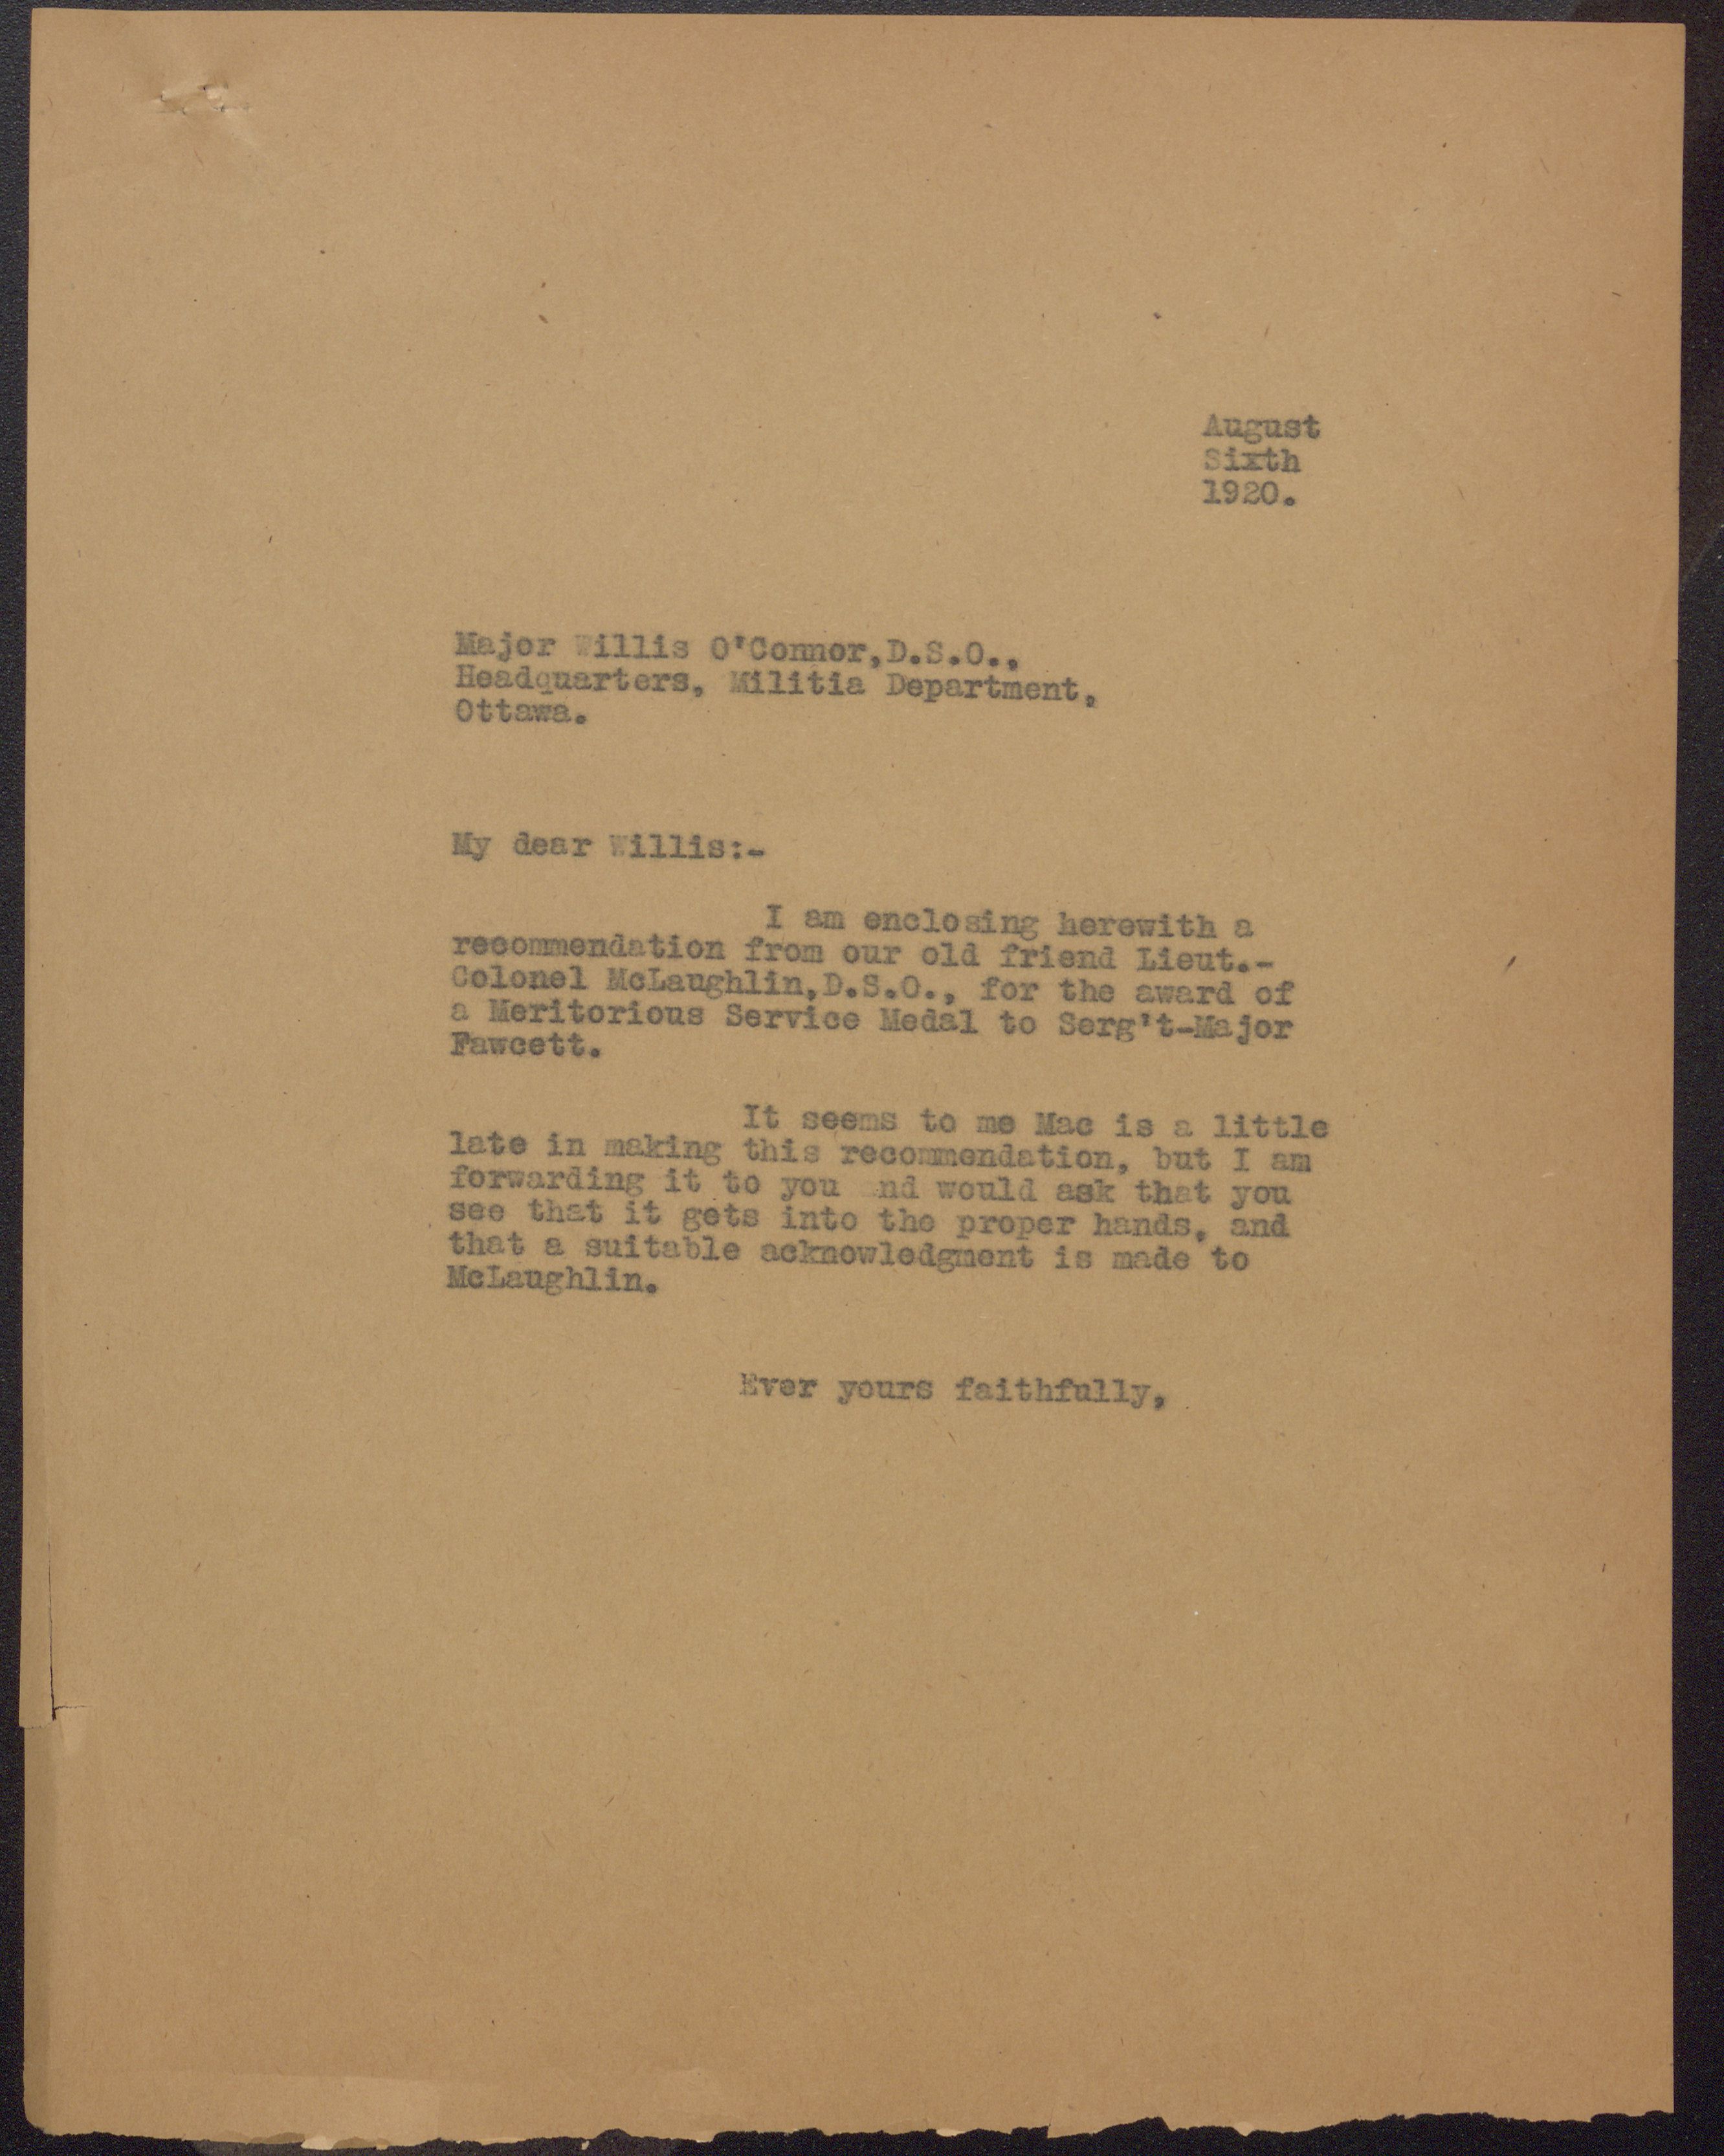 August
Sixth
1920.
Major Willis O'Connor,D.S.O.,
Headquarters, Militia Department,
Ottawa.
My dear Willis:-
I am enclosing herewith a
recommendation from our old friend Lieut.-
Colonel McLaughlin,D.S.O., for the award of
a Meritorious Service Medal to Serg't-Major
Fawcett.
It seems to me Mac is a little
late in making this recommendation, but I am
forwarding it to you and would ask that you
see that it gets into the proper hands, and
that a suitable acknowledgment is made to
McLaughlin.
Ever yours faithfully,